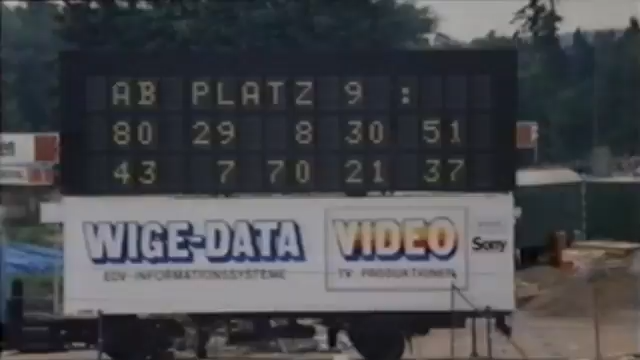 AB PLATZ 9 :
80 29 8 30 51
43 7 70 21 37
WIGE-DATA VIDEO Sony
EDV-INFORMATIONSSYSTEME TV PRODUKTIONEN